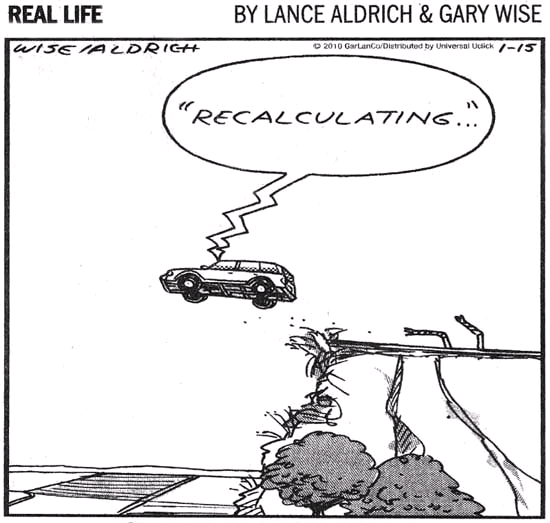 REAL LIFE BY LANCE ALDRICH & GARY WISE
WISE/ALDRICH © 2010 GarLanCo/Distributed by Universal Uclick 1-15
"RECALCULATING..."